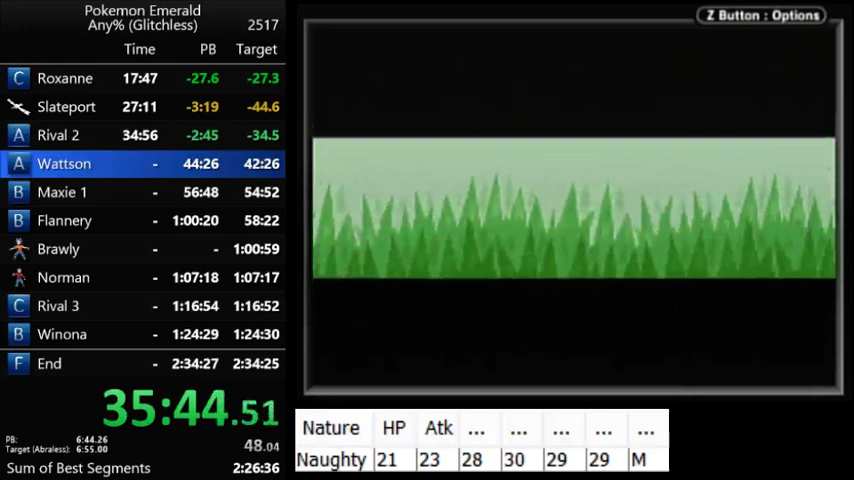 Pokemon Emerald
Any% (Glitchless) 2517
Time PB Target
C Roxanne 17:47 -27.6 -27.3
Slateport 27:11 -3:19 -44.6
A Rival 2 34:56 -2:45 -34.5
A Wattson - 44:26 42:26
B Maxie 1 - 56:48 54:52
B Flannery - 1:00:20 58:22
Brawly - - 1:00:59
Norman - 1:07:18 1:07:17
C Rival 3 - 1:16:54 1:16:52
B Winona - 1:24:29 1:24:30
F End - 2:34:27 2:34:25
35:44.51
PB: 6:44.26
Target (Abraless): 6:55.00
48.04
Sum of Best Segments 2:26:36
Z Button : Options
Nature HP Atk ... ... ... ... ...
Naughty 21 23 28 30 29 29 M